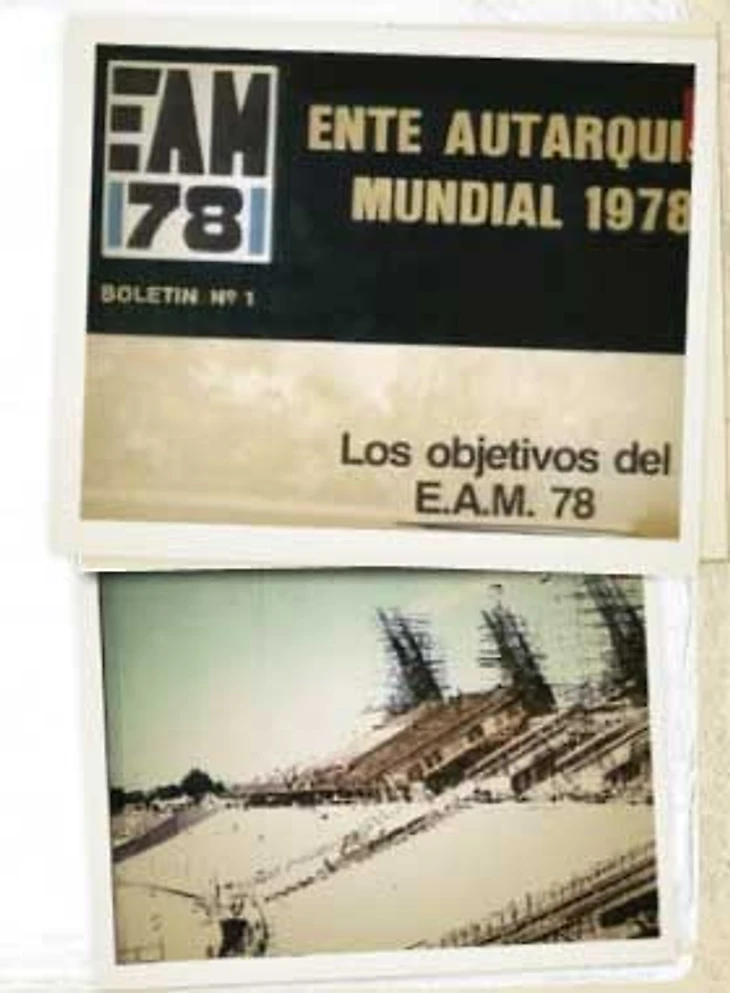 EAM
78
ENTE AUTARQUI
MUNDIAL 1978
BOLETIN Nº 1
Los objetivos del
E.A.M. 78